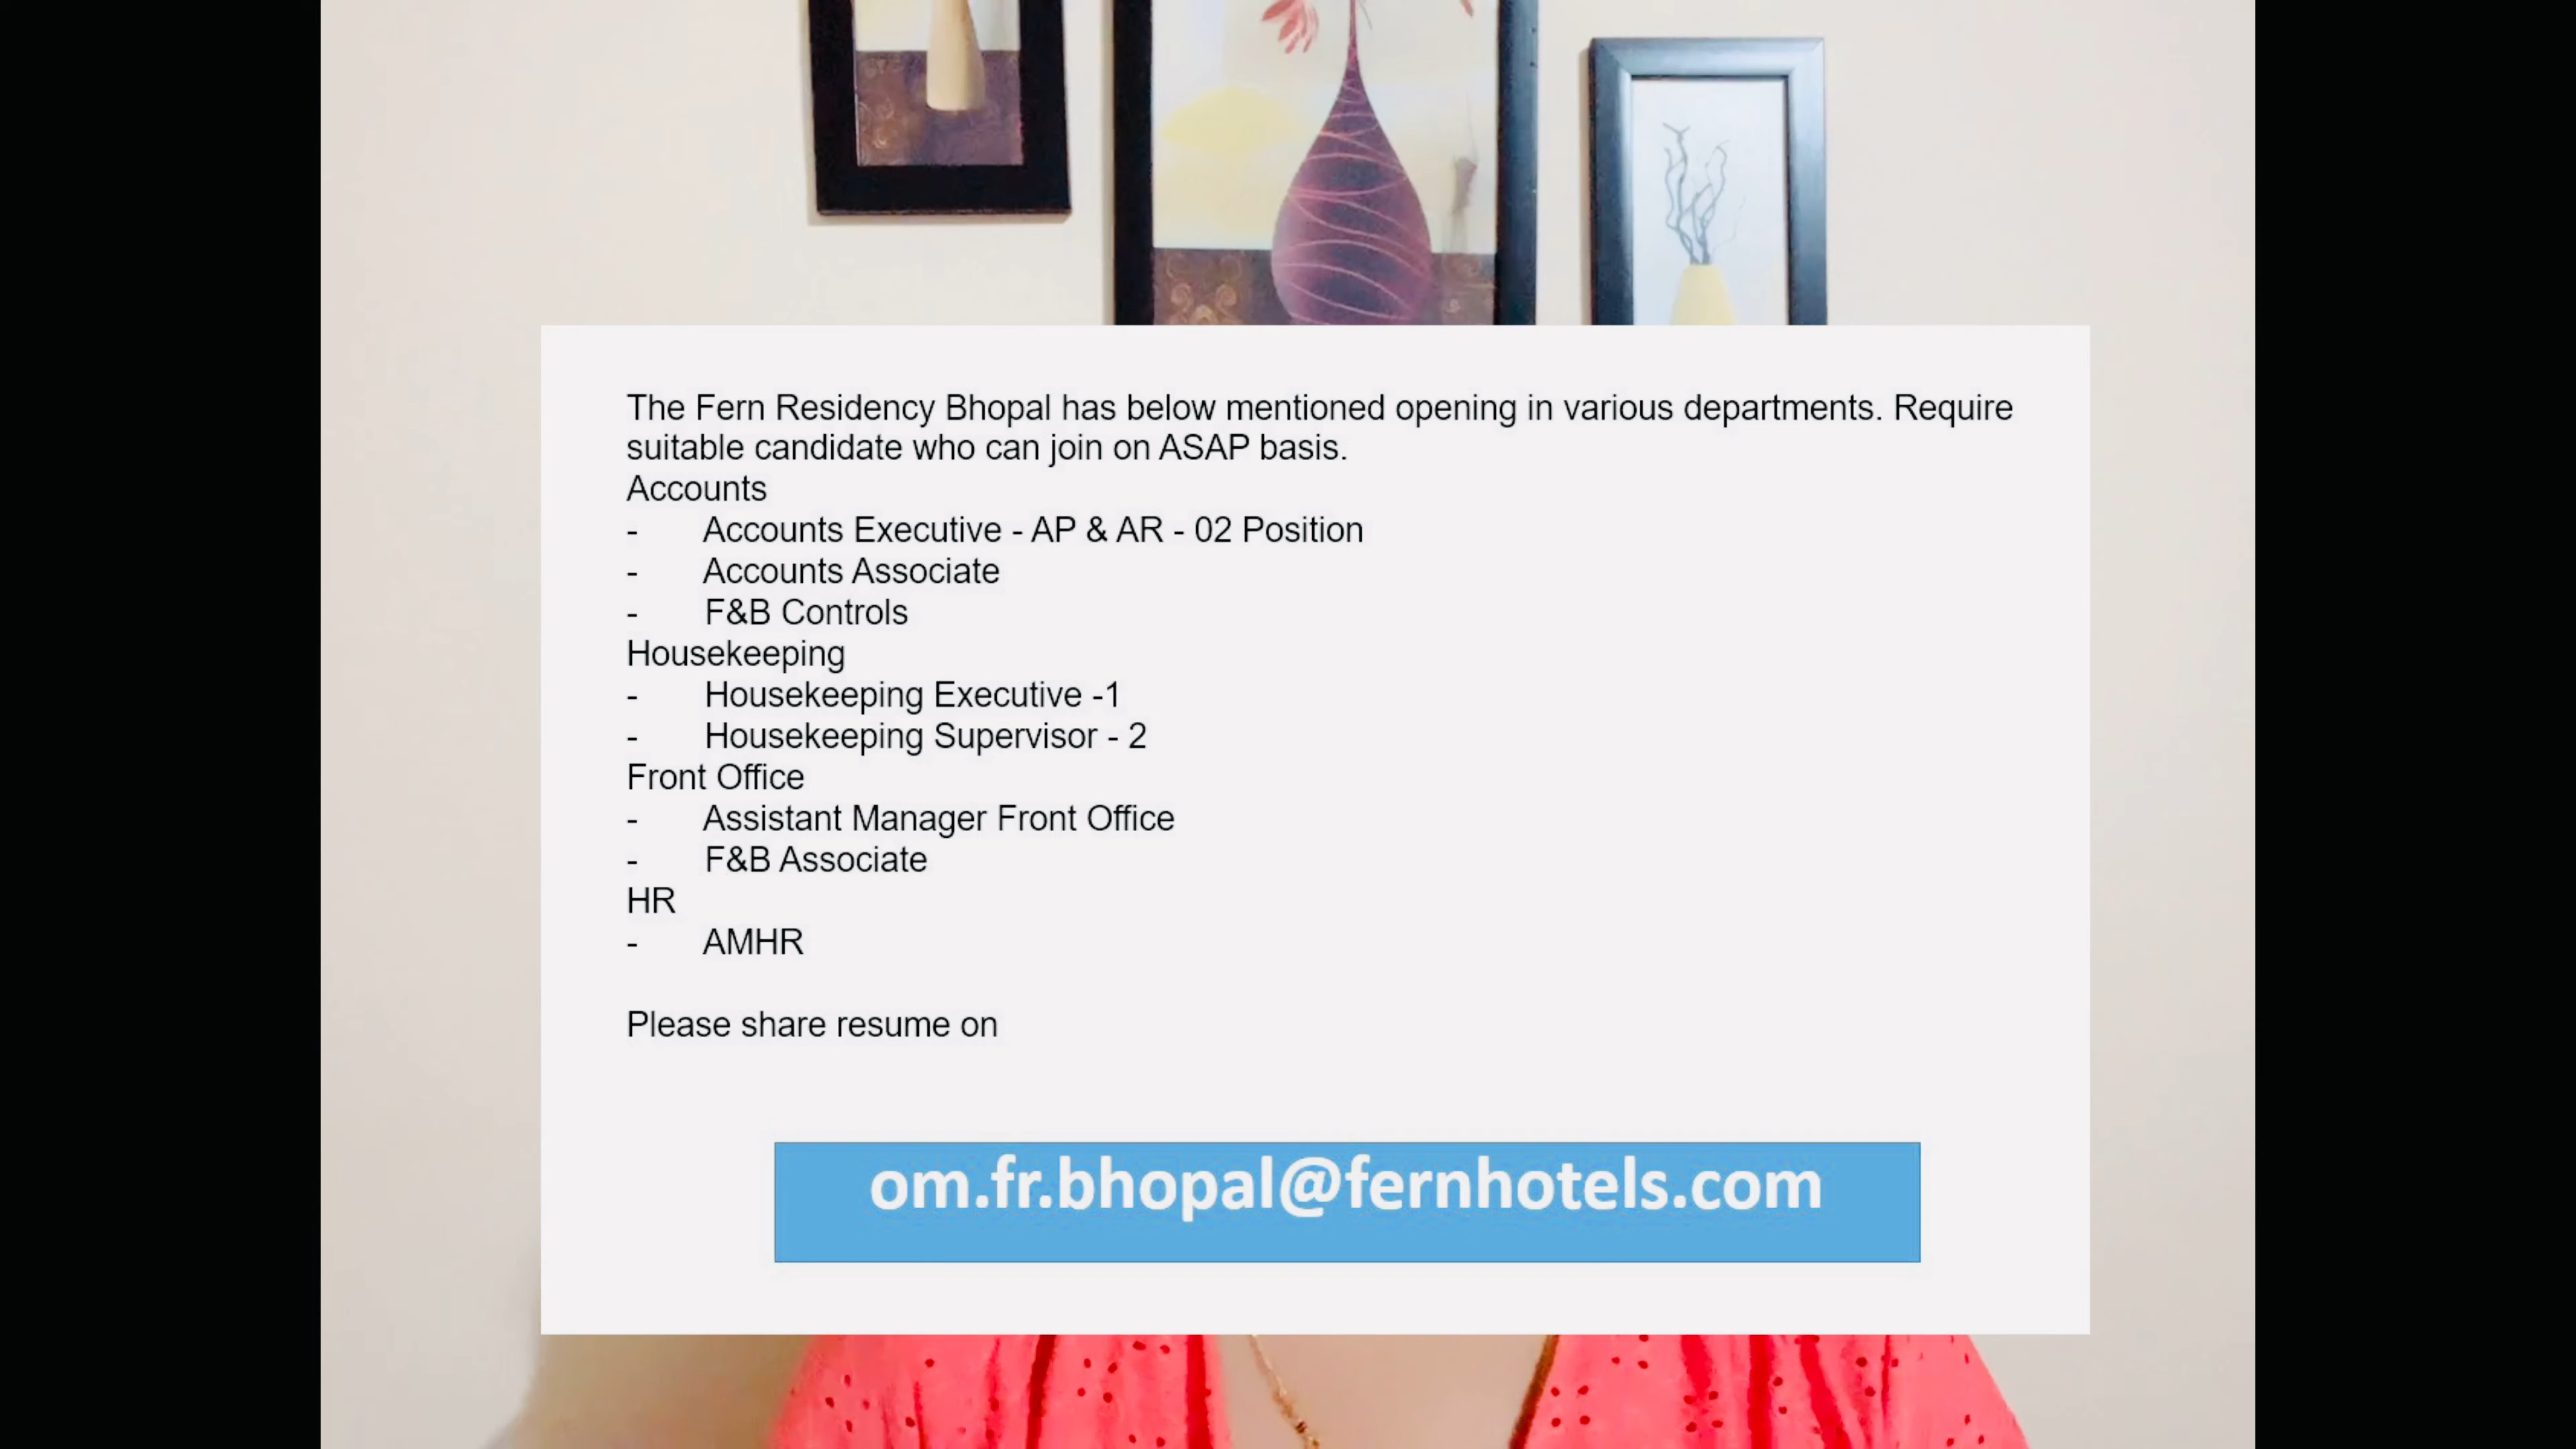 The Fern Residency Bhopal has below mentioned opening in various departments. Require
suitable candidate who can join on ASAP basis.
Accounts
- Accounts Executive - AP & AR - 02 Position
- Accounts Associate
- F&B Controls
Housekeeping
- Housekeeping Executive -1
- Housekeeping Supervisor - 2
Front Office
- Assistant Manager Front Office
- F&B Associate
HR
- AMHR
Please share resume on
om.fr.bhopal@fernhotels.com